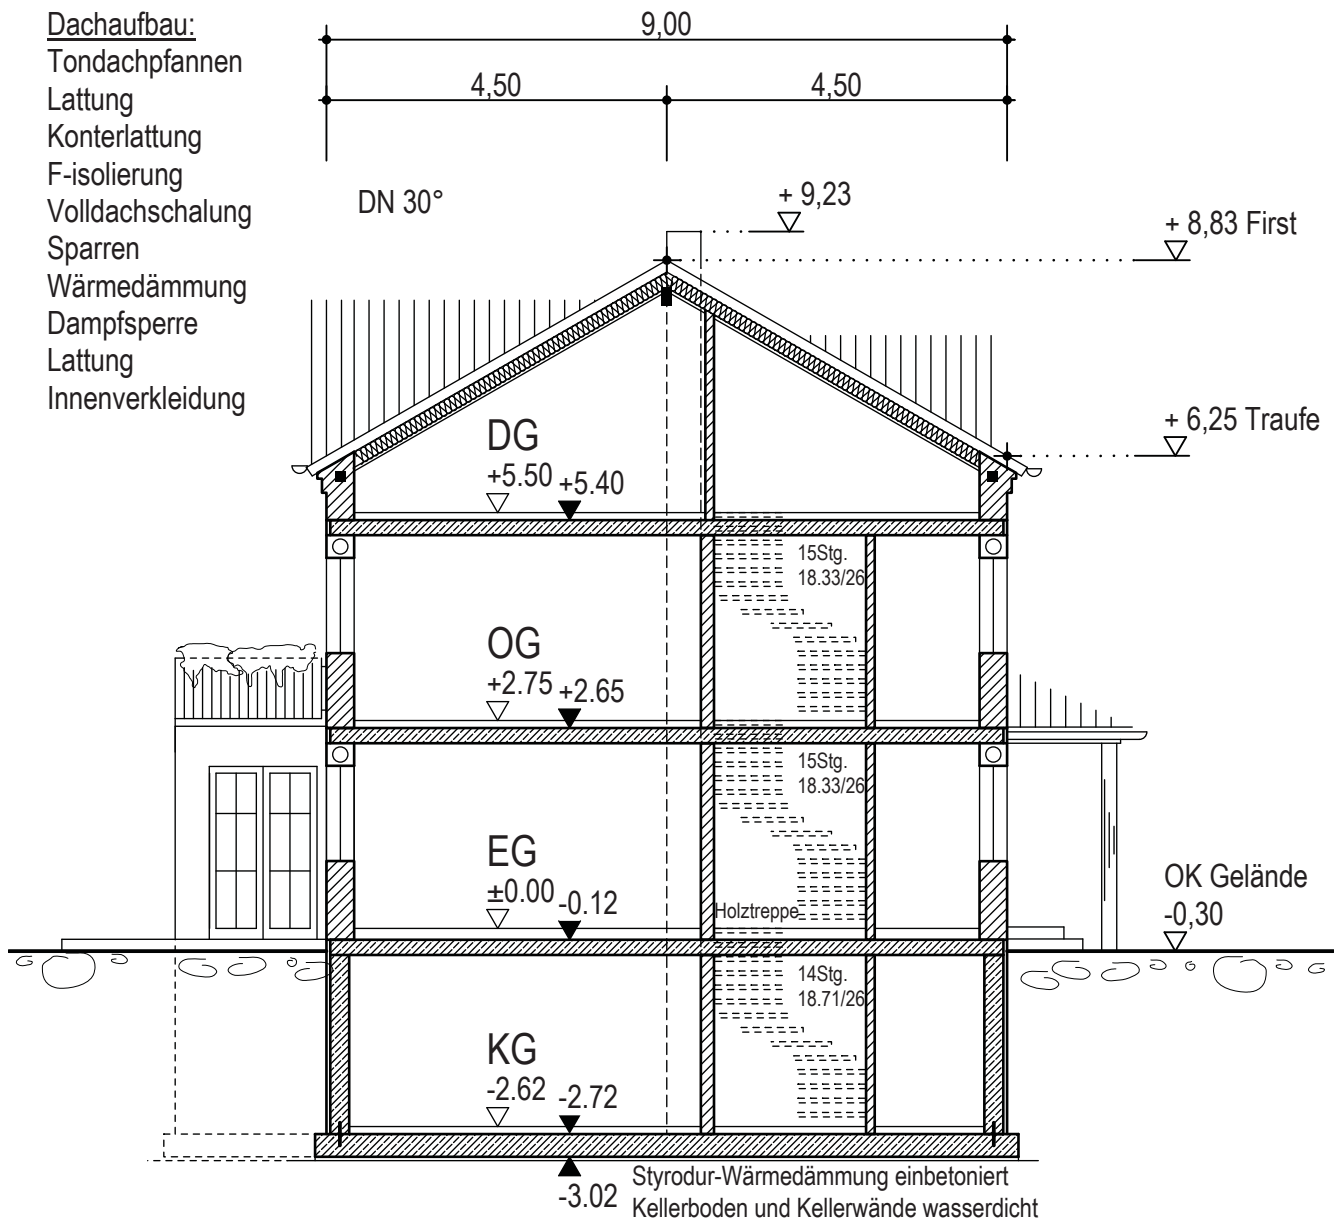 Dachaufbau:
Tondachpfannen
Lattung
Konterlattung
F-isolierung
Volldachschalung
Sparren
Wärmedämmung
Dampfsperre
Lattung
Innenverkleidung
9,00
4,50
4,50
DN 30°
+ 9,23
+ 8,83 First
+ 6,25 Traufe
DG
+5.50
+5.40
15Stg.
18.33/26
OG
+2.75
+2.65
15Stg.
18.33/26
EG
±0.00
-0.12
Holztreppe
OK Gelände
-0,30
14Stg.
18.71/26
KG
-2.62
-2.72
-3.02
Styrodur-Wärmedämmung einbetoniert
Kellerboden und Kellerwände wasserdicht